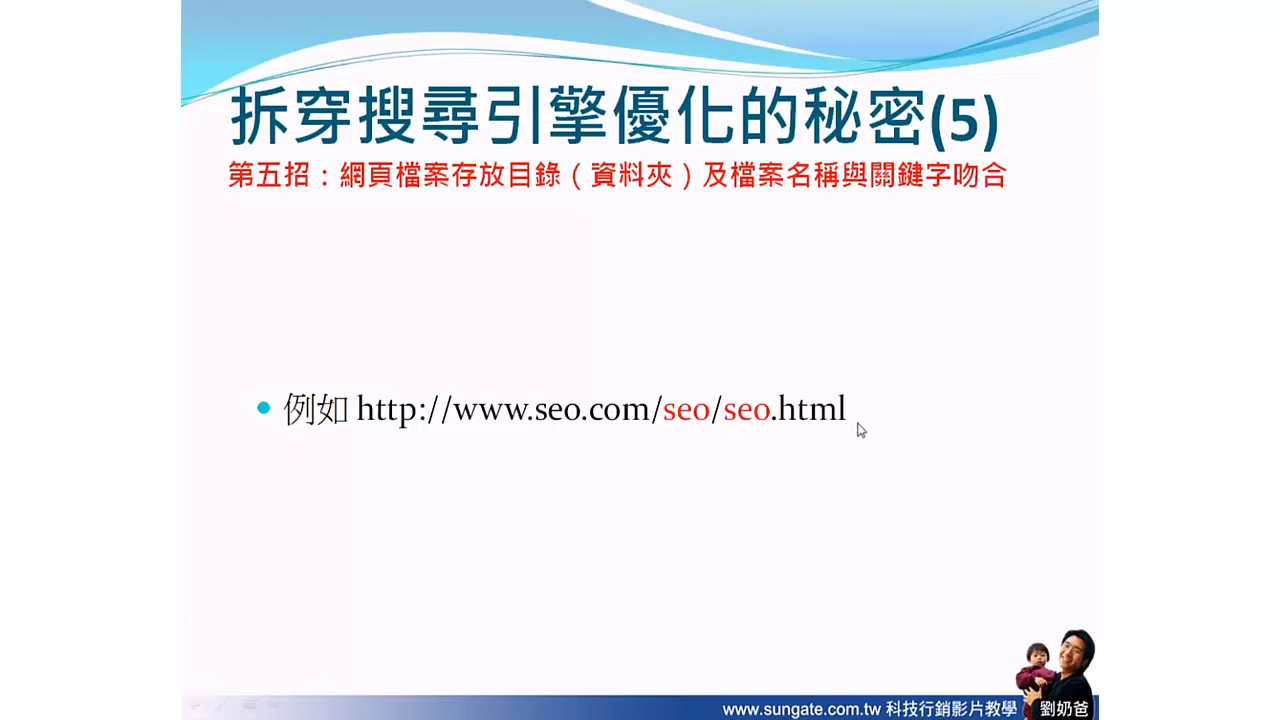 拆穿搜尋引擎優化的秘密(5)
第五招：網頁檔案存放目錄（資料夾）及檔案名稱與關鍵字吻合
例如 http://www.seo.com/seo/seo.html
www.sungate.com.tw 科技行銷影片教學 劉奶爸